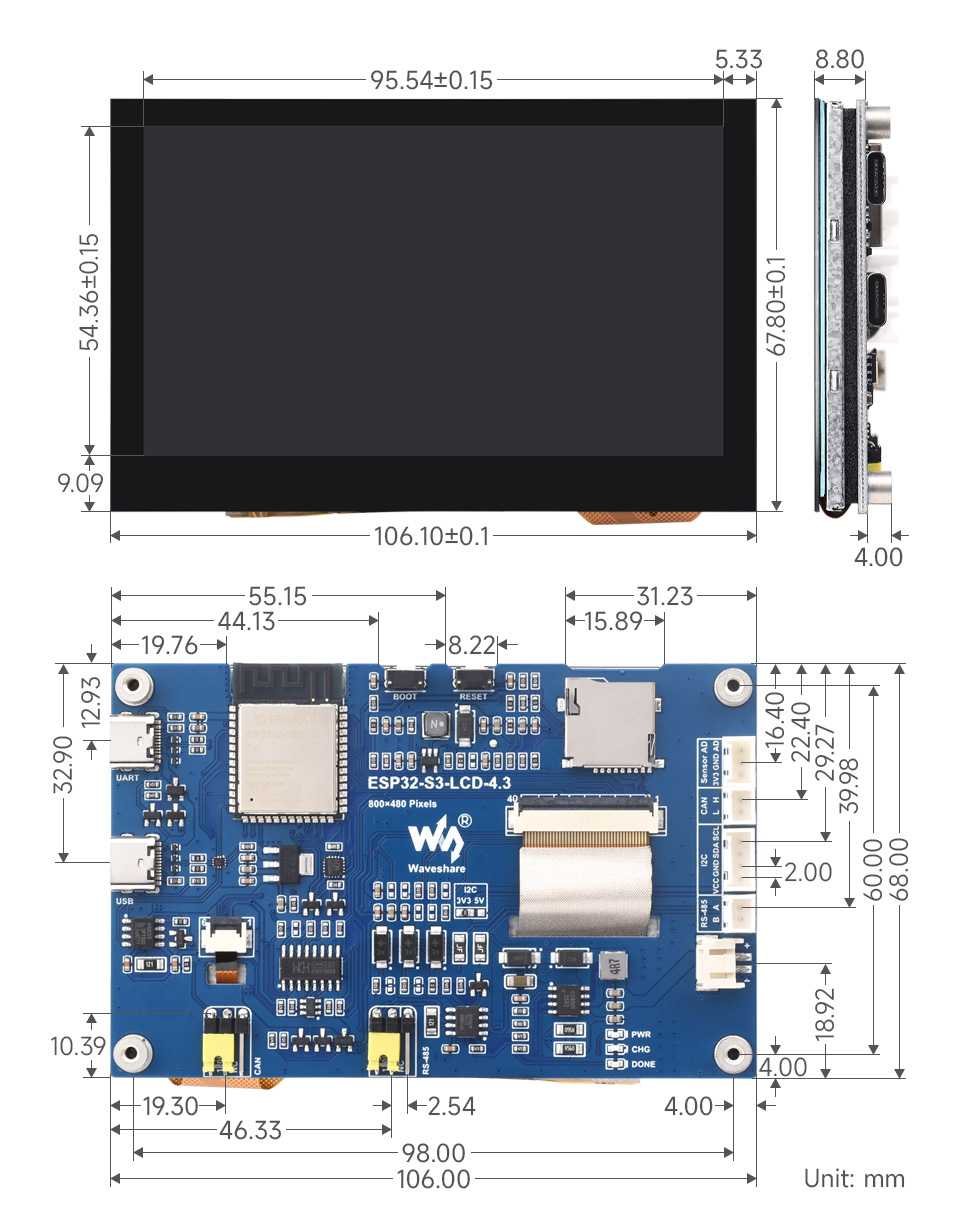 5.33
8.80
95.54±0.15
54.36±0.15
67.80±0.1
9.09
106.10±0.1
4.00
55.15
31.23
44.13
15.89
19.76
8.22
12.93
32.90
16.40
22.40
29.27
39.98
60.00
68.00
BOOT
RESET
UART
ESP32-S3-LCD-4.3
800×480 Pixels
40
®
Waveshare
Sensor AD
3V3 GND AD
CAN
L H
I2C
VCC GND SDA SCL
2.00
RS-485
B A
USB
I2C
3V3 5V
4R7
+
-
18.92
10.39
PWR
CHG
DONE
CAN
RS-485
4.00
19.30
2.54
4.00
46.33
98.00
106.00
Unit: mm